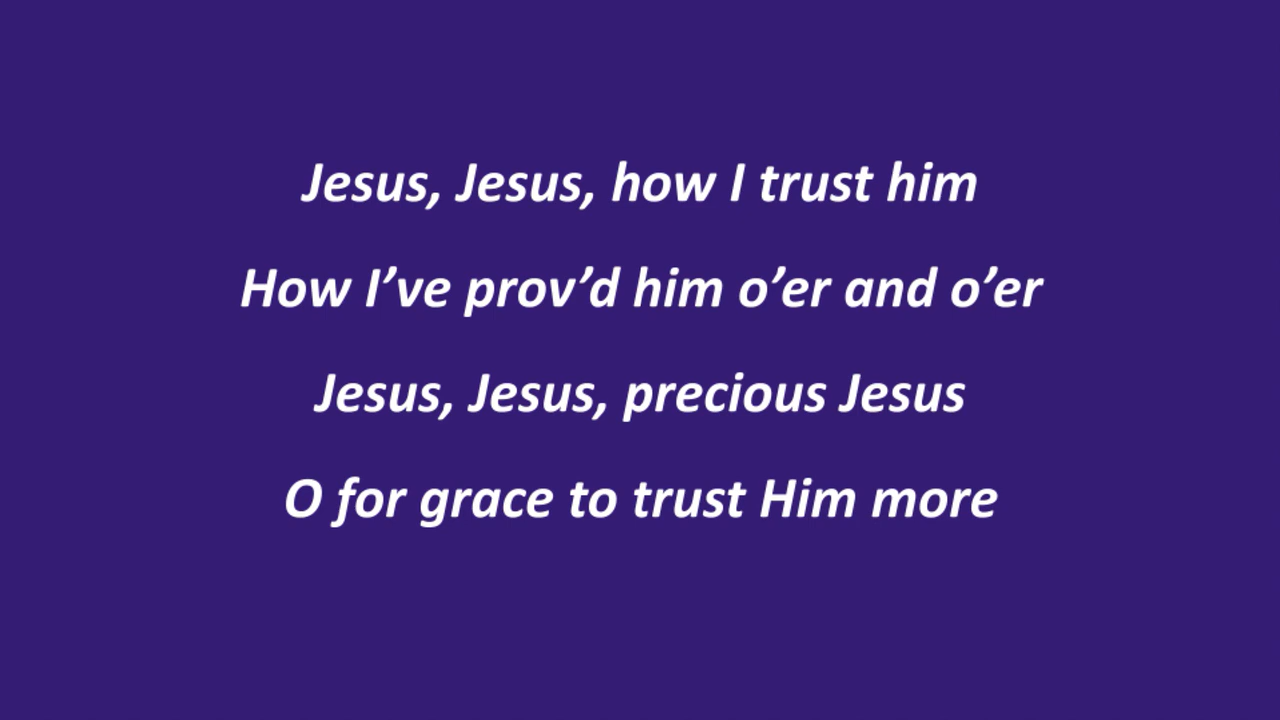 Jesus, Jesus, how I trust him
How I’ve prov’d him o’er and o’er
Jesus, Jesus, precious Jesus
O for grace to trust Him more